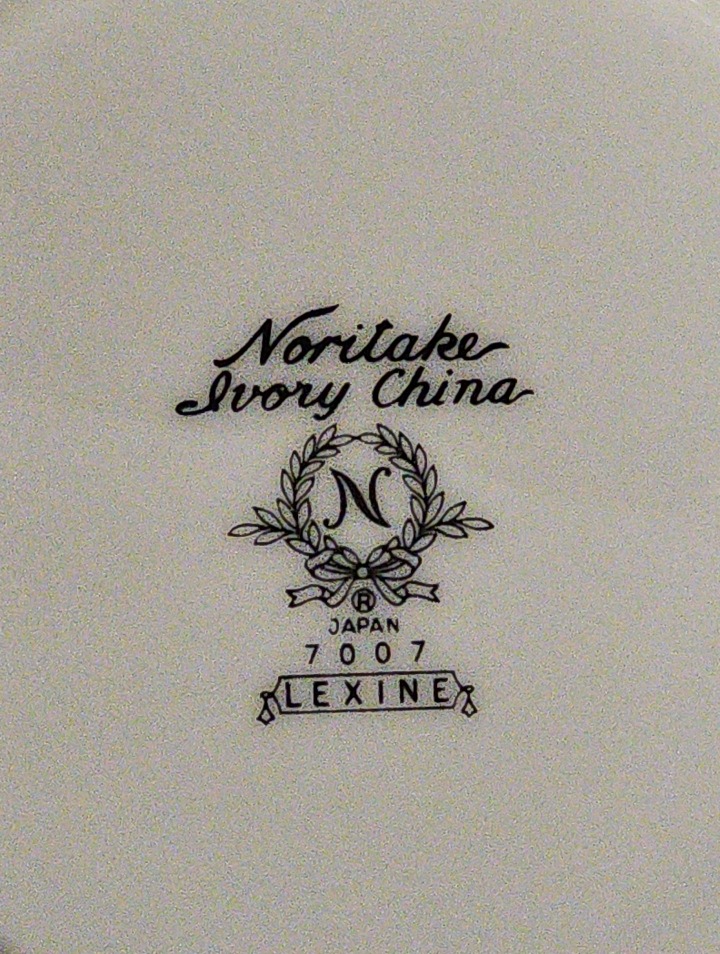 Noritake
Ivory China
N
®
JAPAN
7007
LEXINE